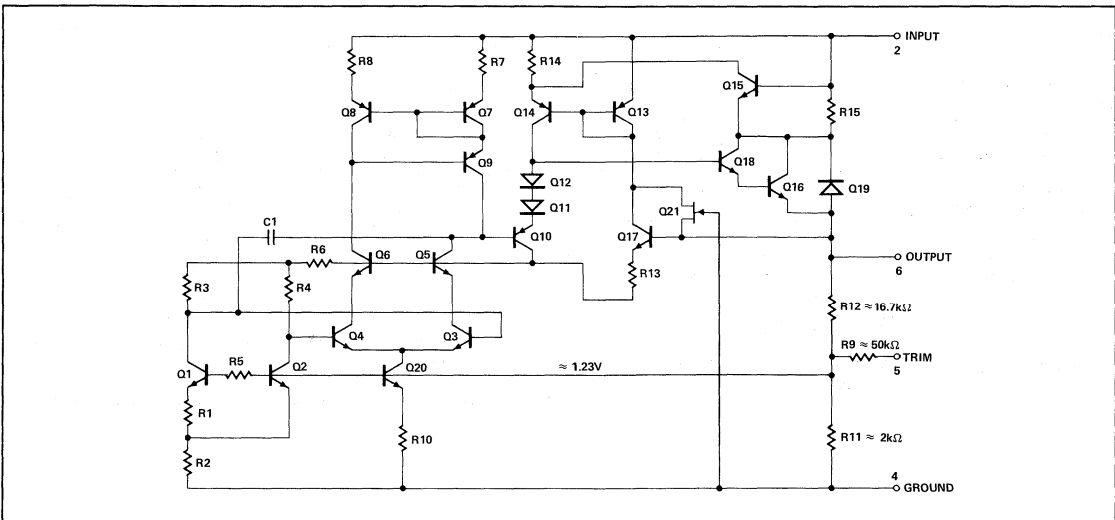 INPUT
2
R8
R7
R14
Q15
R15
Q8
Q7
Q14
Q13
Q9
Q18
Q16
Q19
Q12
Q11
Q21
C1
Q10
Q17
R6
Q6
Q5
OUTPUT
6
R3
R4
R13
R12 ≈ 16.7kΩ
Q4
Q3
R9 ≈ 50kΩ
TRIM
5
R5
Q1
Q2
Q20
≈ 1.23V
R1
R10
R11 ≈ 2kΩ
R2
4
GROUND